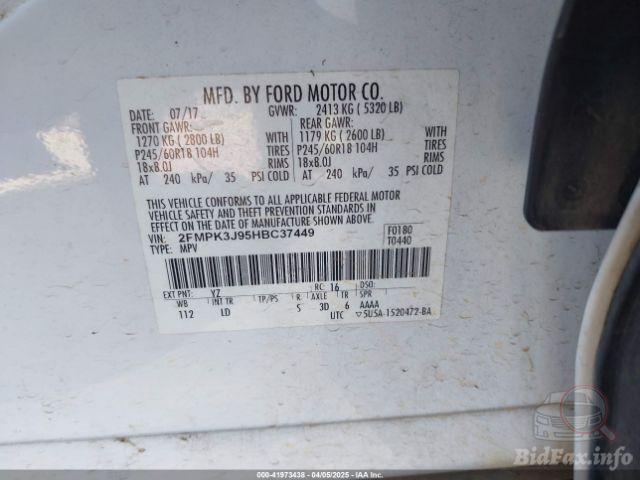 MFD. BY FORD MOTOR CO.
DATE: 07/17 GVWR: 2413 KG ( 5320 LB)
FRONT GAWR: REAR GAWR:
1270 KG ( 2800 LB) WITH 1179 KG ( 2600 LB) WITH
P245/60R18 104H TIRES P245/60R18 104H TIRES
18x8.0J RIMS 18x8.0J RIMS
AT 240 kPa/ 35 PSI COLD AT 240 kPa/ 35 PSI COLD
THIS VEHICLE CONFORMS TO ALL APPLICABLE FEDERAL MOTOR
VEHICLE SAFETY AND THEFT PREVENTION STANDARDS IN
EFFECT ON THE DATE OF MANUFACTURE SHOWN ABOVE.
VIN: 2FMPK3J95HBC37449 F0180
TYPE: MPV T0440
EXT PNT: YZ RC: 16 DSO:
WB INT TR TP/PS R AXLE TR SPR
112 LD S 3D 6 AAAA
UTC ▽5USA-1520472-BA
BidFax.info
000-41973438 - 04/05/2025 - IAA Inc.